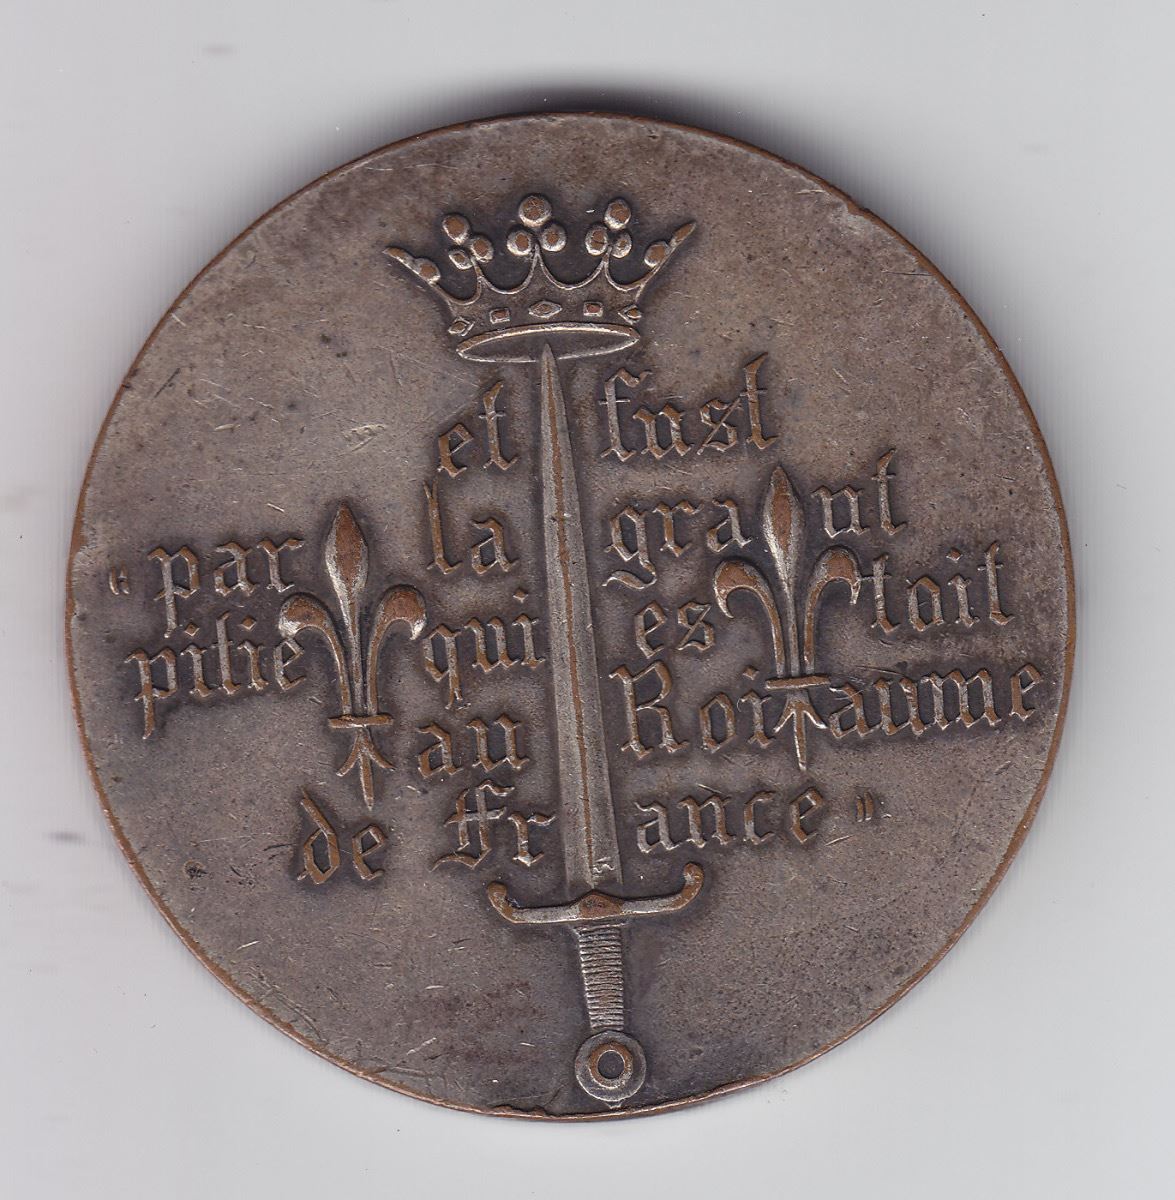 et fust
"par la grant
pitie qui estoit
au Roiaume
de France"